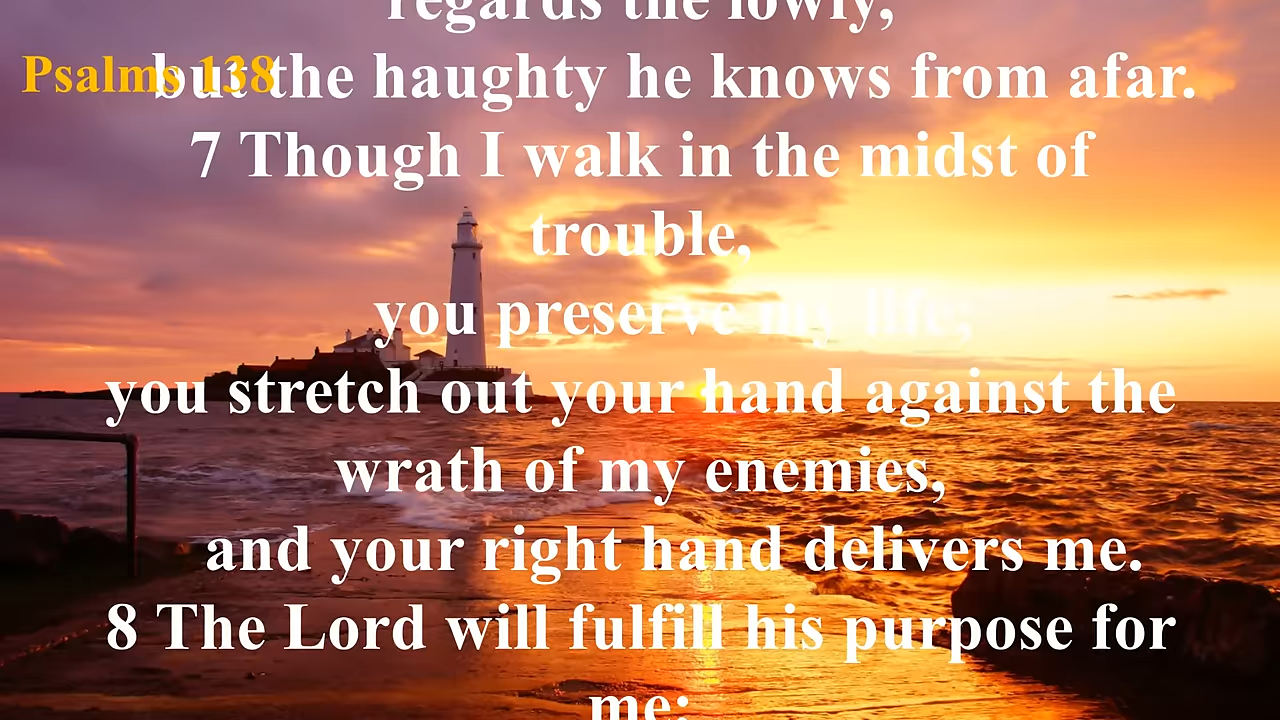 regards the lowly,
Psalms 138
but the haughty he knows from afar.
7 Though I walk in the midst of
trouble,
you preserve my life;
you stretch out your hand against the
wrath of my enemies,
and your right hand delivers me.
8 The Lord will fulfill his purpose for
me;